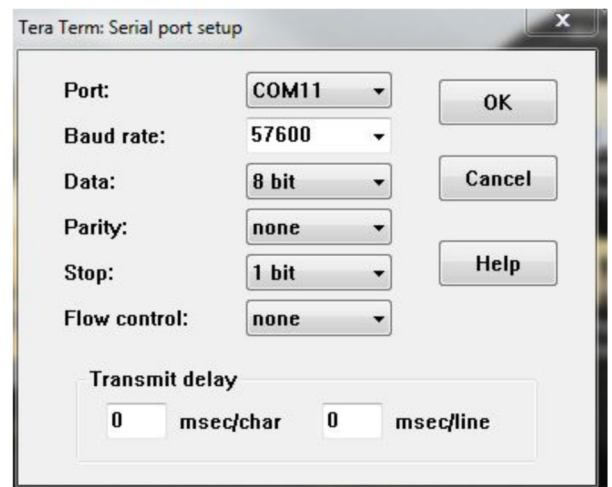 Tera Term: Serial port setup
x
Port: COM11
OK
Baud rate: 57600
Data: 8 bit
Cancel
Parity: none
Stop: 1 bit
Help
Flow control: none
Transmit delay
0 msec/char 0 msec/line